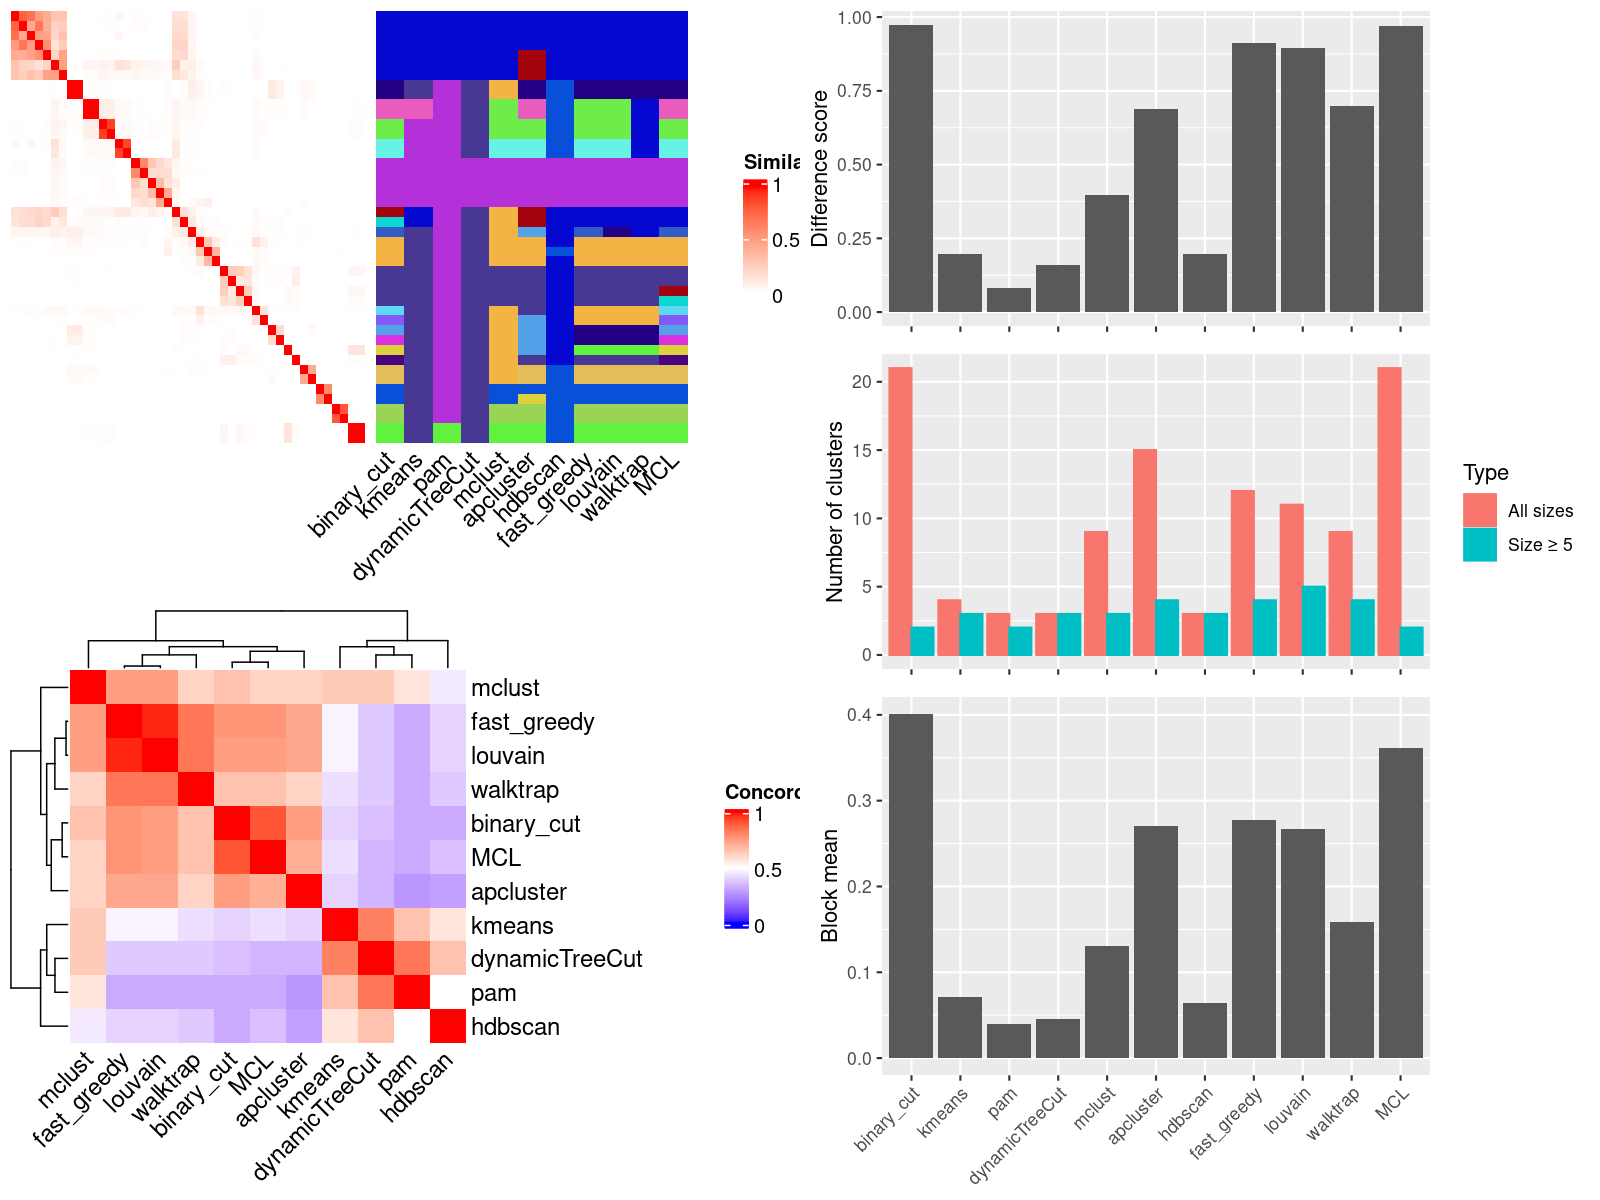 Simila
1
0.5
0
binary_cut
kmeans
pam
dynamicTreeCut
mclust
apcluster
hdbscan
fast_greedy
louvain
walktrap
MCL
mclust
fast_greedy
louvain
walktrap
binary_cut
MCL
apcluster
kmeans
dynamicTreeCut
pam
hdbscan
mclust
fast_greedy
louvain
walktrap
binary_cut
MCL
apcluster
kmeans
dynamicTreeCut
pam
hdbscan
Concord
1
0.5
0
Difference score
1.00
0.75
0.50
0.25
0.00
Number of clusters
20
15
10
5
0
Type
All sizes
Size ≥ 5
Block mean
0.4
0.3
0.2
0.1
0.0
binary_cut
kmeans
pam
dynamicTreeCut
mclust
apcluster
hdbscan
fast_greedy
louvain
walktrap
MCL